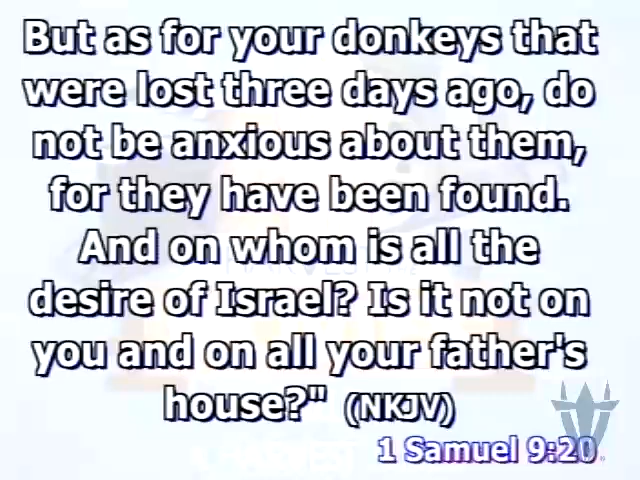 But as for your donkeys that
were lost three days ago, do
not be anxious about them,
for they have been found.
And on whom is all the
desire of Israel? Is it not on
you and on all your father's
house?" (NKJV)
1 Samuel 9:20